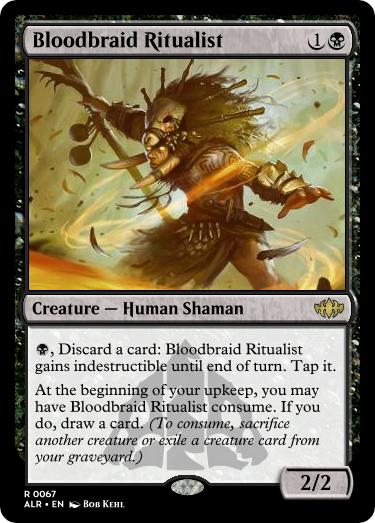 Bloodbraid Ritualist 1
Creature — Human Shaman
, Discard a card: Bloodbraid Ritualist
gains indestructible until end of turn. Tap it.
At the beginning of your upkeep, you may
have Bloodbraid Ritualist consume. If you
do, draw a card. (To consume, sacrifice
another creature or exile a creature card from
your graveyard.)
2/2
R 0067
ALR • EN Bob Kehl